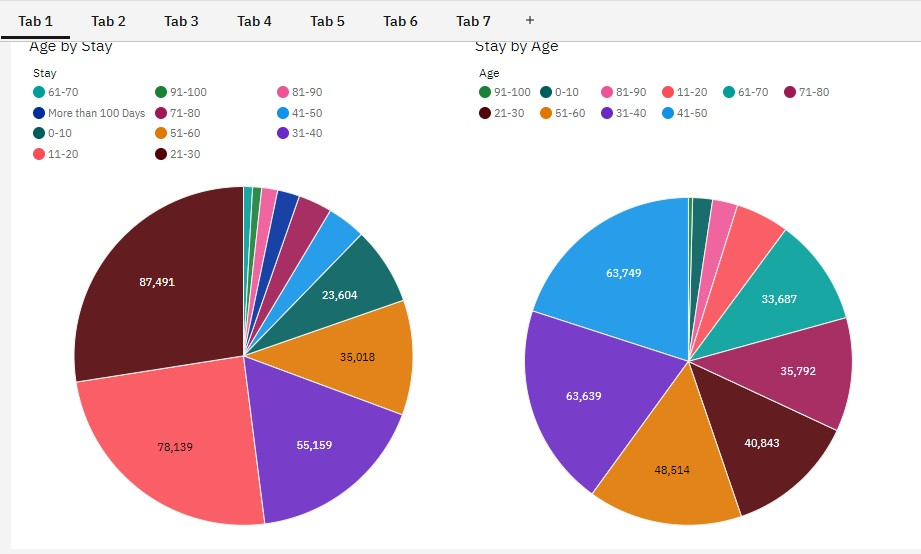 Tab 1 Tab 2 Tab 3 Tab 4 Tab 5 Tab 6 Tab 7 +
Age by Stay
Stay
61-70 91-100 81-90
More than 100 Days 71-80 41-50
0-10 51-60 31-40
11-20 21-30
87,491
23,604
35,018
55,159
78,139
Stay by Age
Age
91-100 0-10 81-90 11-20 61-70 71-80
21-30 51-60 31-40 41-50
63,749
33,687
35,792
63,639
40,843
48,514